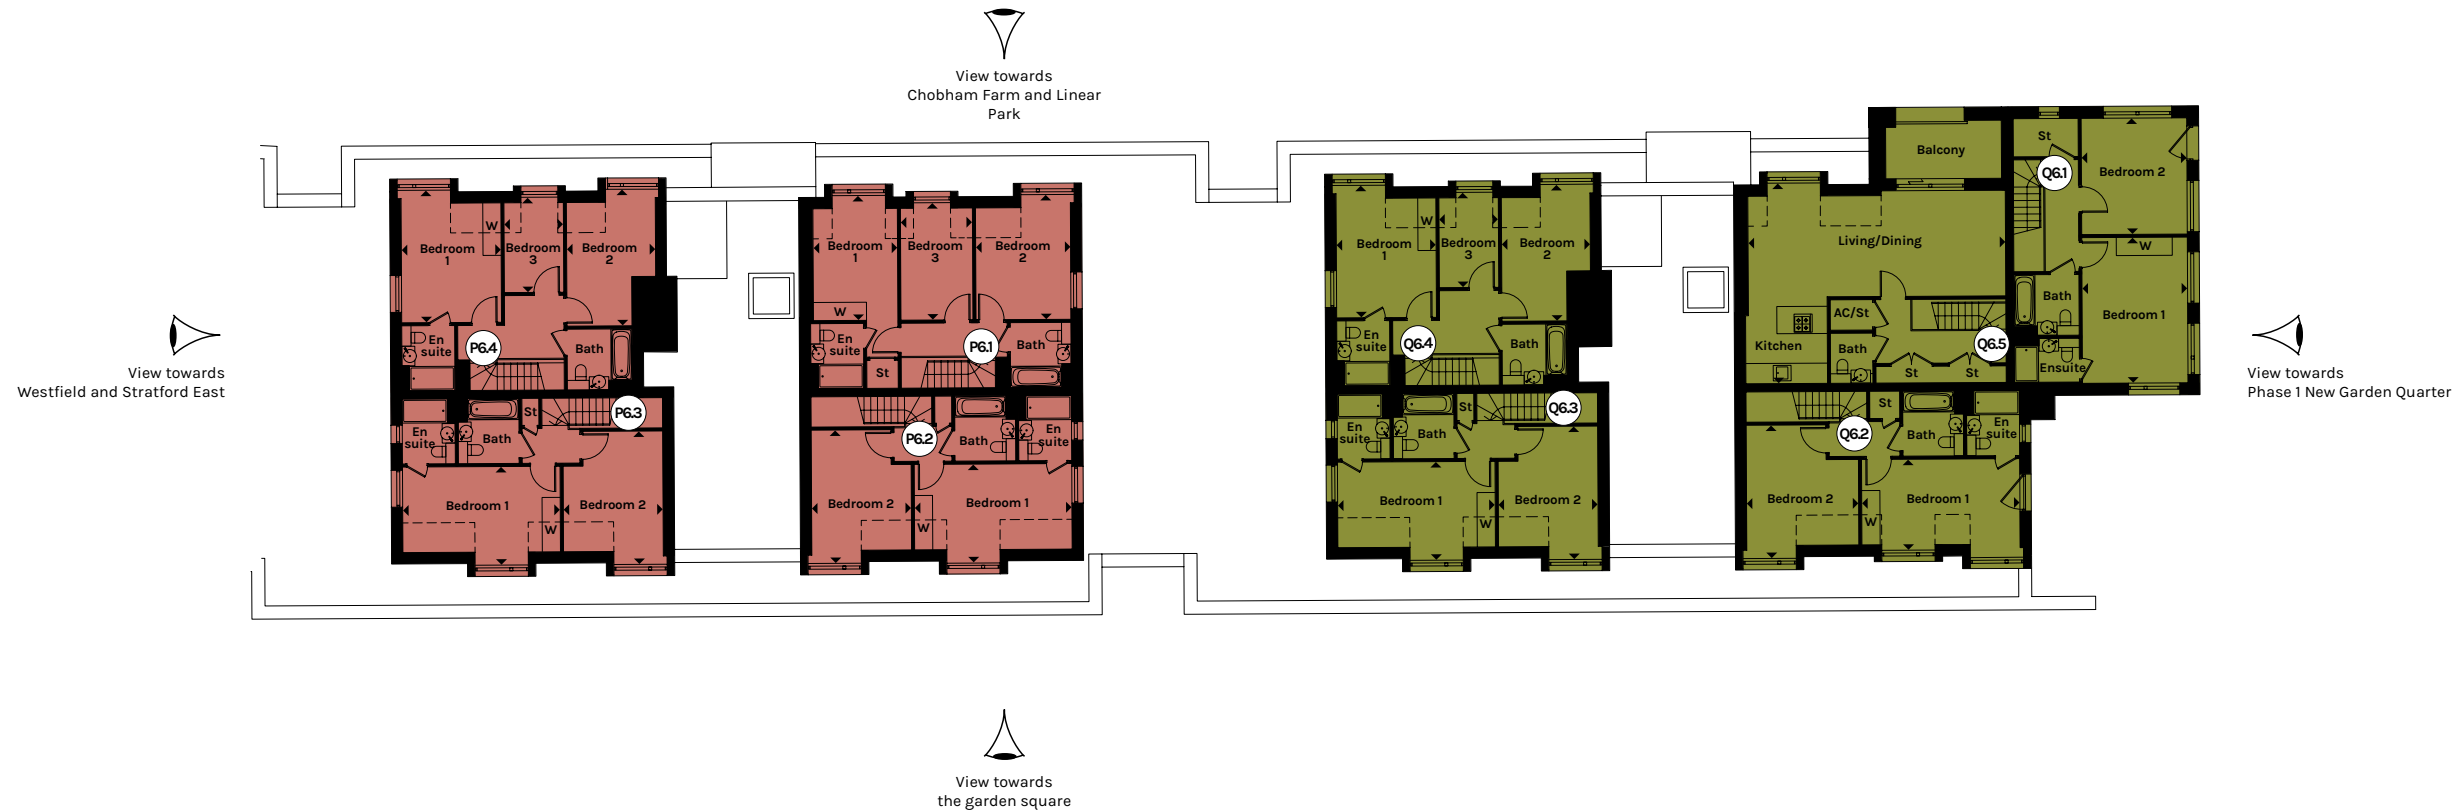 View towards
Chobham Farm and Linear
Park
View towards
Westfield and Stratford East
View towards
Phase 1 New Garden Quarter
View towards
the garden square
Bedroom
1
W
Bedroom
3
Bedroom
2
En
suite
P6.4
Bath
En
suite
Bath
St
P6.3
Bedroom 1
W
Bedroom 2
Bedroom
1
W
Bedroom
3
Bedroom
2
En
suite
St
P6.1
Bath
P6.2
Bath
En
suite
Bedroom 2
W
Bedroom 1
Bedroom
1
W
Bedroom
3
Bedroom
2
En
suite
Q6.4
Bath
En
suite
Bath
St
Q6.3
Bedroom 1
W
Bedroom 2
Balcony
Living/Dining
AC/St
Kitchen
Bath
Q6.5
St
St
St
Q6.1
Bedroom 2
W
Bath
Bedroom 1
Ensuite
St
Q6.2
Bath
En
suite
Bedroom 2
W
Bedroom 1